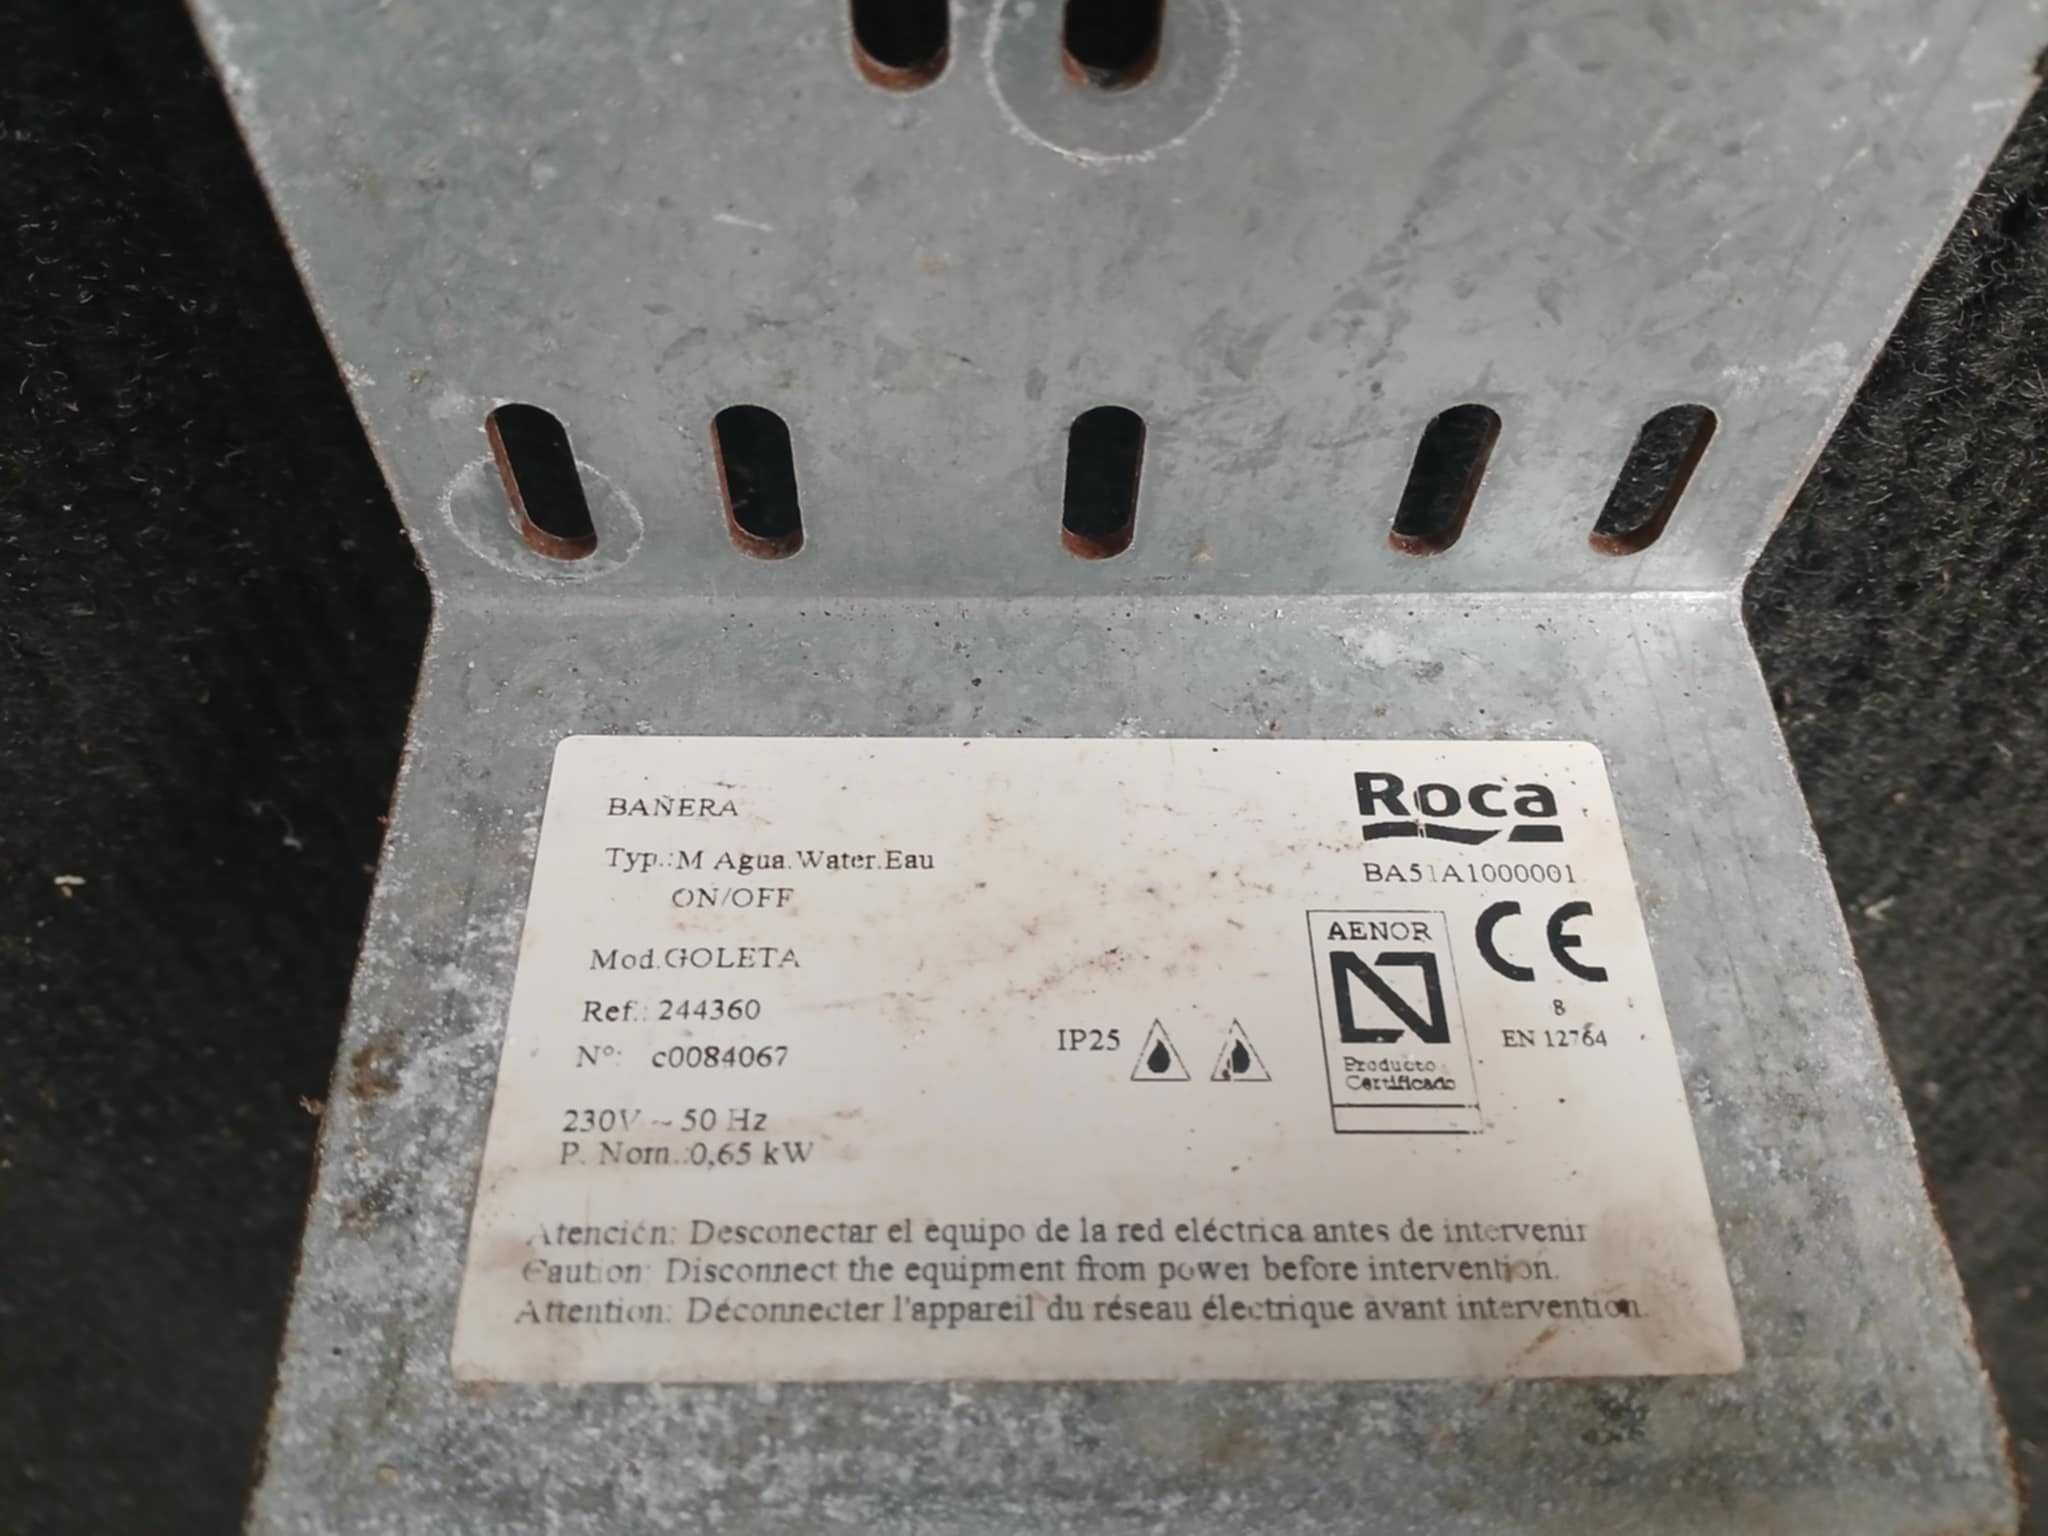 BAÑERA
Roca
Typ.:M Agua.Water.Eau
ON/OFF
BA51A1000001
Mod.GOLETA
AENOR
CE
Ref.: 244360
8
Nº: c0084067
IP25
EN 12764
Producto
Certificado
230V ~ 50 Hz
P. Nom.:0,65 kW
Atención: Desconectar el equipo de la red eléctrica antes de intervenir
Caution: Disconnect the equipment from power before intervention.
Attention: Déconnecter l'appareil du réseau électrique avant intervention.